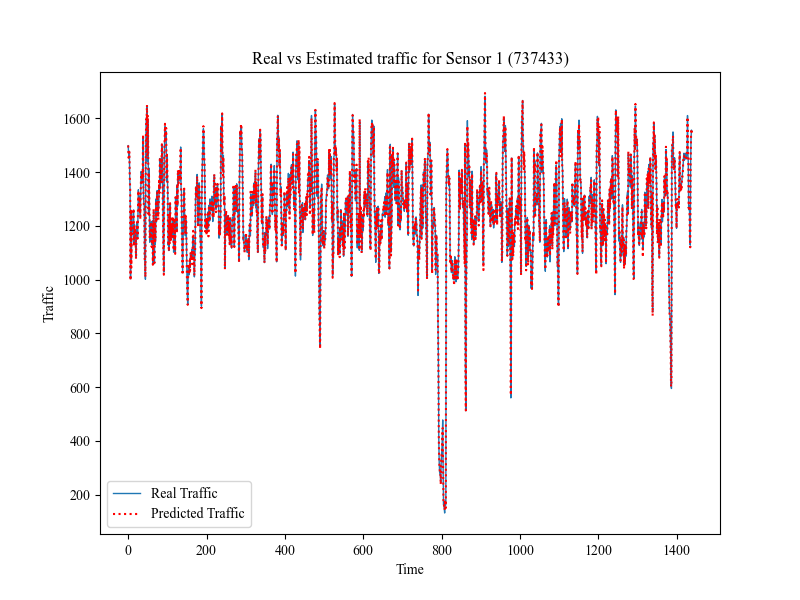 Real vs Estimated traffic for Sensor 1 (737433)
1600
1400
1200
1000
800
600
400
200
Traffic
Real Traffic
Predicted Traffic
0 200 400 600 800 1000 1200 1400
Time